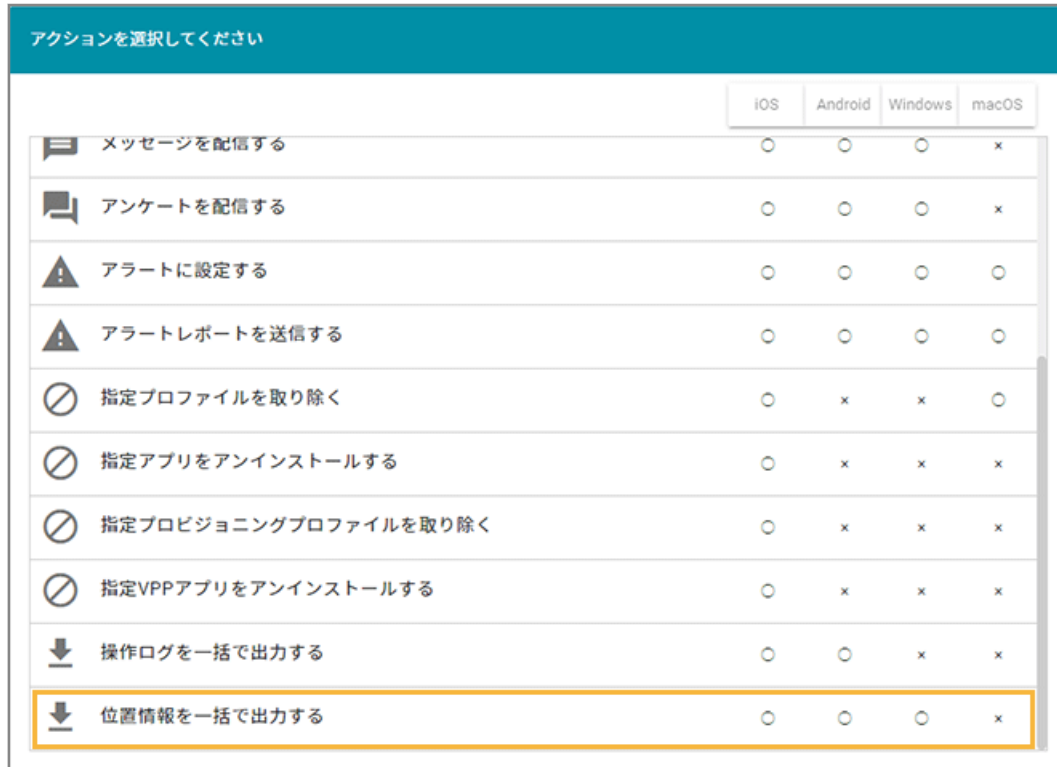 アクションを選択してください
iOS Android Windows macOS
メッセージを配信する ○ ○ ○ ×
アンケートを配信する ○ ○ ○ ×
アラートに設定する ○ ○ ○ ○
アラートレポートを送信する ○ ○ ○ ○
指定プロファイルを取り除く ○ × × ○
指定アプリをアンインストールする ○ × × ×
指定プロビジョニングプロファイルを取り除く ○ × × ×
指定VPPアプリをアンインストールする ○ × × ×
操作ログを一括で出力する ○ ○ × ×
位置情報を一括で出力する ○ ○ ○ ×